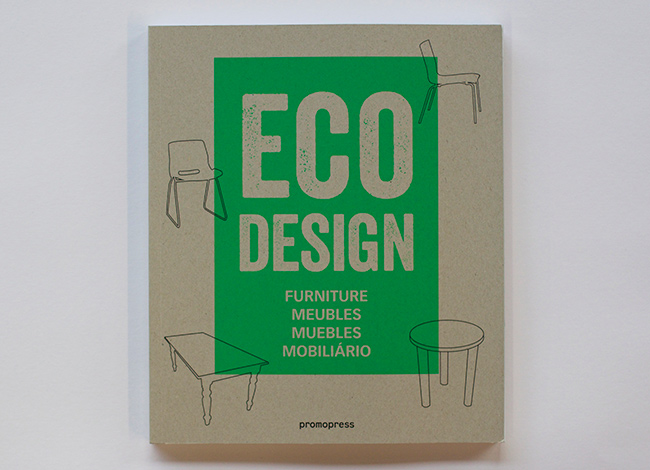 ECO
DESIGN
FURNITURE
MEUBLES
MUEBLES
MOBILIÁRIO
promopress